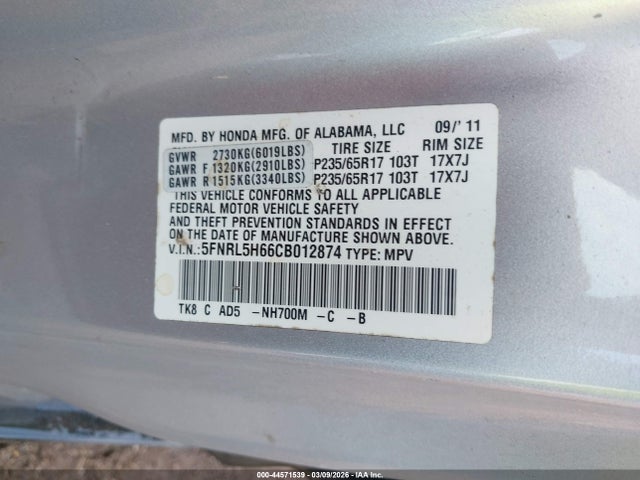 MFD. BY HONDA MFG. OF ALABAMA, LLC 09/'11
TIRE SIZE RIM SIZE
GVWR 2730KG(6019LBS)
GAWR F 1320KG(2910LBS) P235/65R17 103T 17X7J
GAWR R 1515KG(3340LBS) P235/65R17 103T 17X7J
THIS VEHICLE CONFORMS TO ALL APPLICABLE
FEDERAL MOTOR VEHICLE SAFETY
AND THEFT PREVENTION STANDARDS IN EFFECT
ON THE DATE OF MANUFACTURE SHOWN ABOVE.
V.I.N.: 5FNRL5H66CB012874 TYPE: MPV
TK8 C AD5 -NH700M -C -B
IAA 44571539 | 03/09/2026 | IAA Inc.